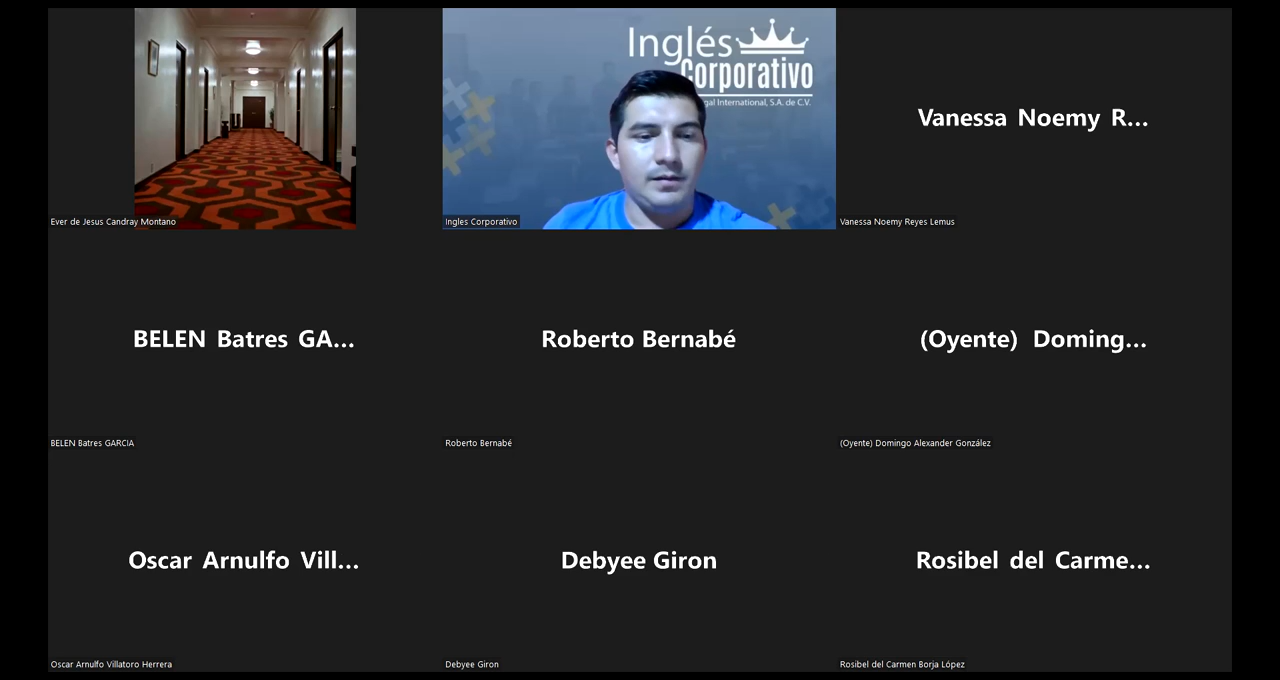 Inglés
Corporativo
gal International, S.A. de C.V.
Vanessa Noemy R...
Ever de Jesus Candray Montano
Ingles Corporativo
Vanessa Noemy Reyes Lemus
BELEN Batres GA...
Roberto Bernabé
(Oyente) Doming...
BELEN Batres GARCIA
Roberto Bernabé
(Oyente) Domingo Alexander González
Oscar Arnulfo Vill...
Debyee Giron
Rosibel del Carme...
Oscar Arnulfo Villatoro Herrera
Debyee Giron
Rosibel del Carmen Borja López